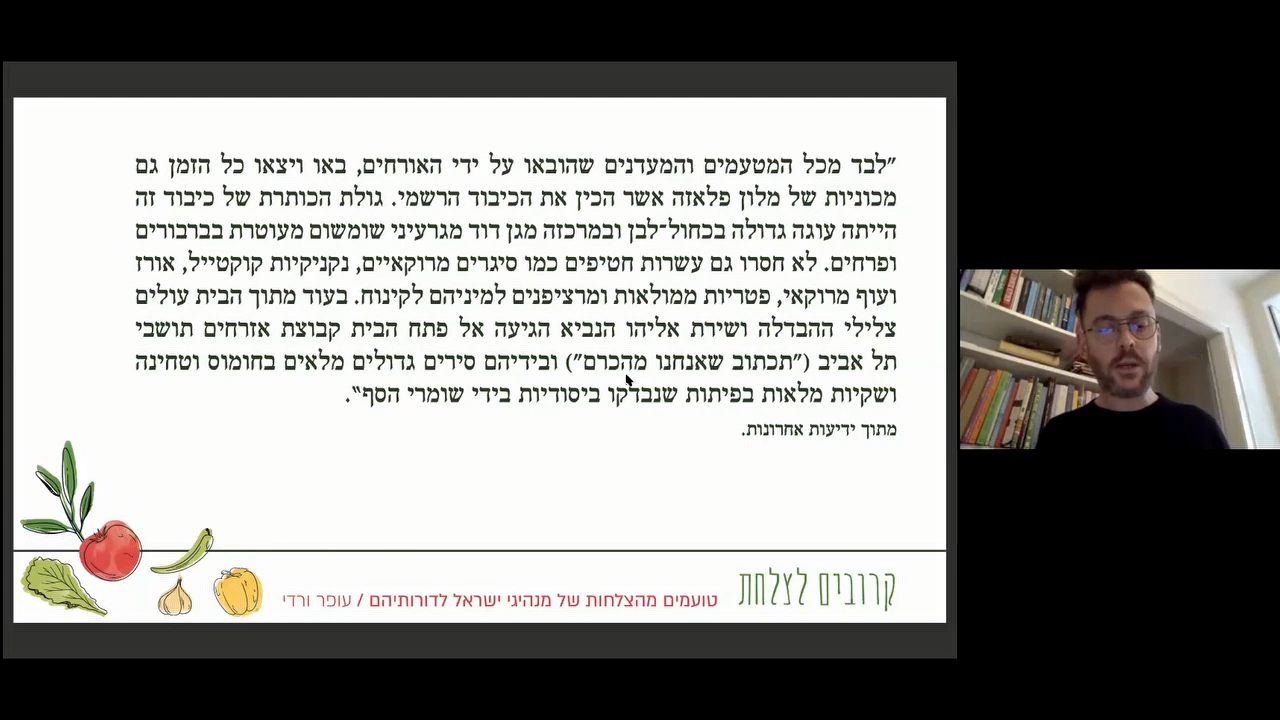 "לבד מכל המטעמים והמעדנים שהובאו על ידי האורחים, באו ויצאו כל הזמן גם
מכוניות של מלון פלאזה אשר הכין את הכיבוד הרשמי. גולת הכותרת של כיבוד זה
הייתה עוגה גדולה בכחול־לבן ובמרכזה מגן דוד מגרעיני שומשום מעוטרת בברבורים
ופרחים. לא חסרו גם עשרות חטיפים כמו סיגרים מרוקאיים, נקניקיות קוקטייל, אורז
ועוף מרוקאי, פטריות ממולאות ומרציפנים למיניהם לקינוח. בעוד מתוך הבית עולים
צלילי ההבדלה ושירת אליהו הנביא הגיעה אל פתח הבית קבוצת אזרחים תושבי
תל אביב ("תכתוב שאנחנו מהכרם") ובידיהם סירים גדולים מלאים בחומוס וטחינה
ושקיות מלאות בפיתות שנבדקו ביסודיות בידי שומרי הסף".
מתוך ידיעות אחרונות.
קרובים לצלחת
טועמים מהצלחות של מנהיגי ישראל לדורותיהם / עופר ורדי